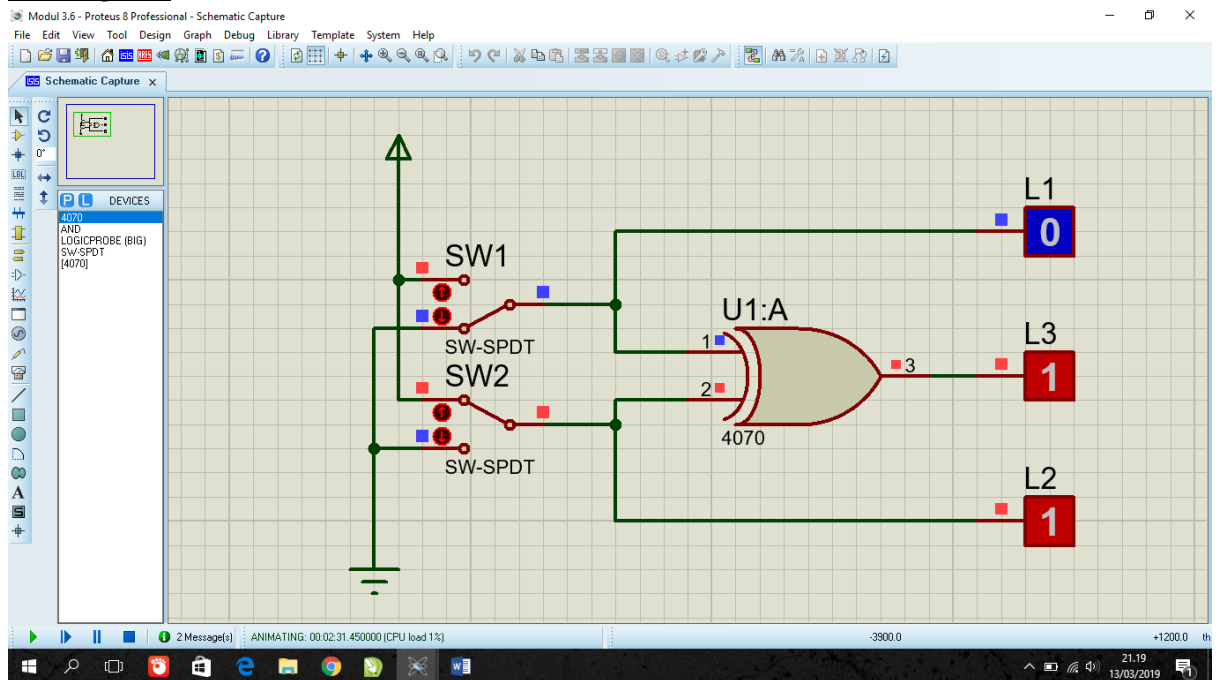 Modul 3.6 - Proteus 8 Professional - Schematic Capture
File Edit View Tool Design Graph Debug Library Template System Help
Schematic Capture x
0°
LBL
P L DEVICES
4070
AND
LOGICPROBE (BIG)
SW-SPDT
[4070]
A
S
L1
0
SW1
SW-SPDT
U1:A
1
2
3
4070
L3
1
SW2
SW-SPDT
L2
1
2 Message(s)
ANIMATING: 00:02:31.450000 (CPU load 1%)
-3900.0
+1200.0
th
21.19
13/03/2019